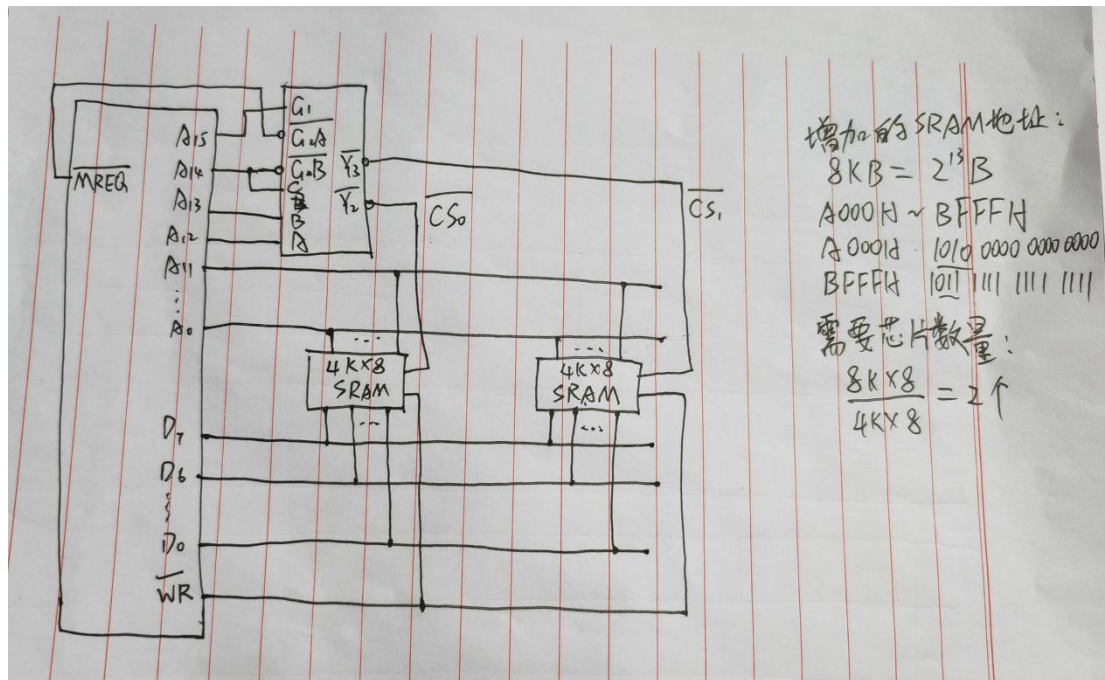 MREQ
A15
A14
A13
A12
A11
A0
D7
D6
D0
WR
G1
G2A
G2B
C
B
A
Y3
Y2
CS0
CS1
4K×8
SRAM
4K×8
SRAM
增加的SRAM地址：
8KB = 2¹³B
A000H ~ BFFFH
A000H 1010 0000 0000 0000
BFFFH 1011 1111 1111 1111
需要芯片数量：
8K×8
4K×8
= 2个